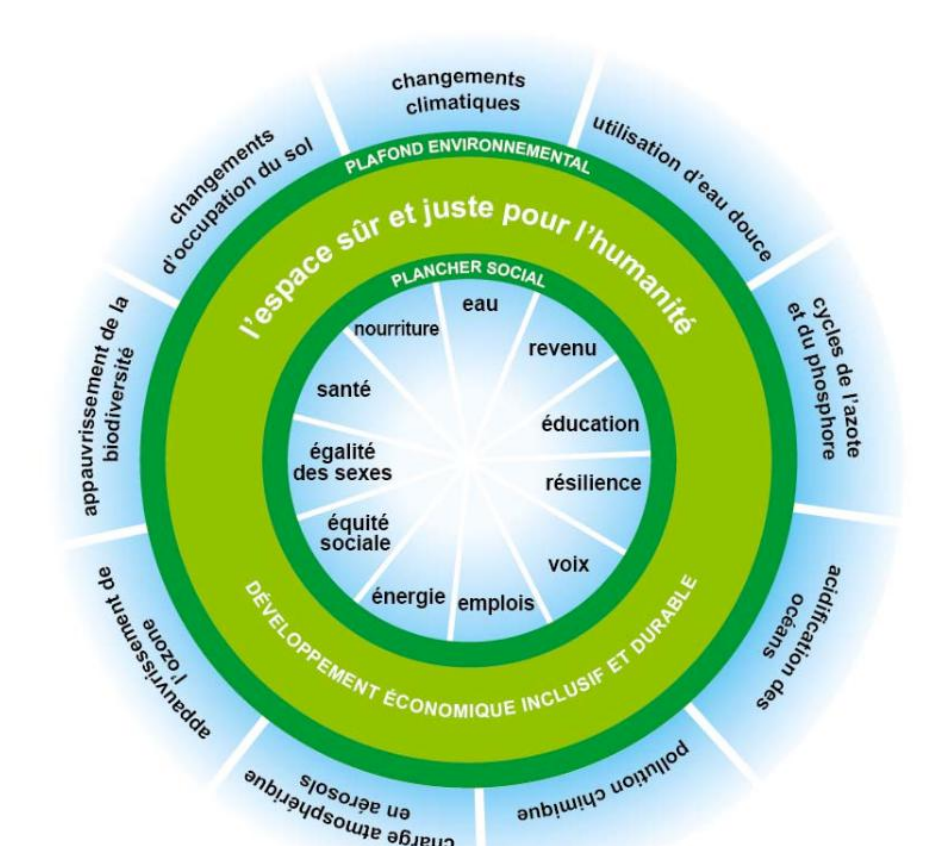 changements
climatiques
utilisation d'eau douce
cycles de l'azote
et du phosphore
acidification des
océans
pollution chimique
charge atmosphérique
en aérosols
appauvrissement de
l'ozone
appauvrissement de la
biodiversité
changements
d'occupation du sol
PLAFOND ENVIRONNEMENTAL
l'espace sûr et juste pour l'humanité
PLANCHER SOCIAL
eau
revenu
éducation
résilience
voix
emplois
énergie
équité
sociale
égalité
des sexes
santé
nourriture
DÉVELOPPEMENT ÉCONOMIQUE INCLUSIF ET DURABLE